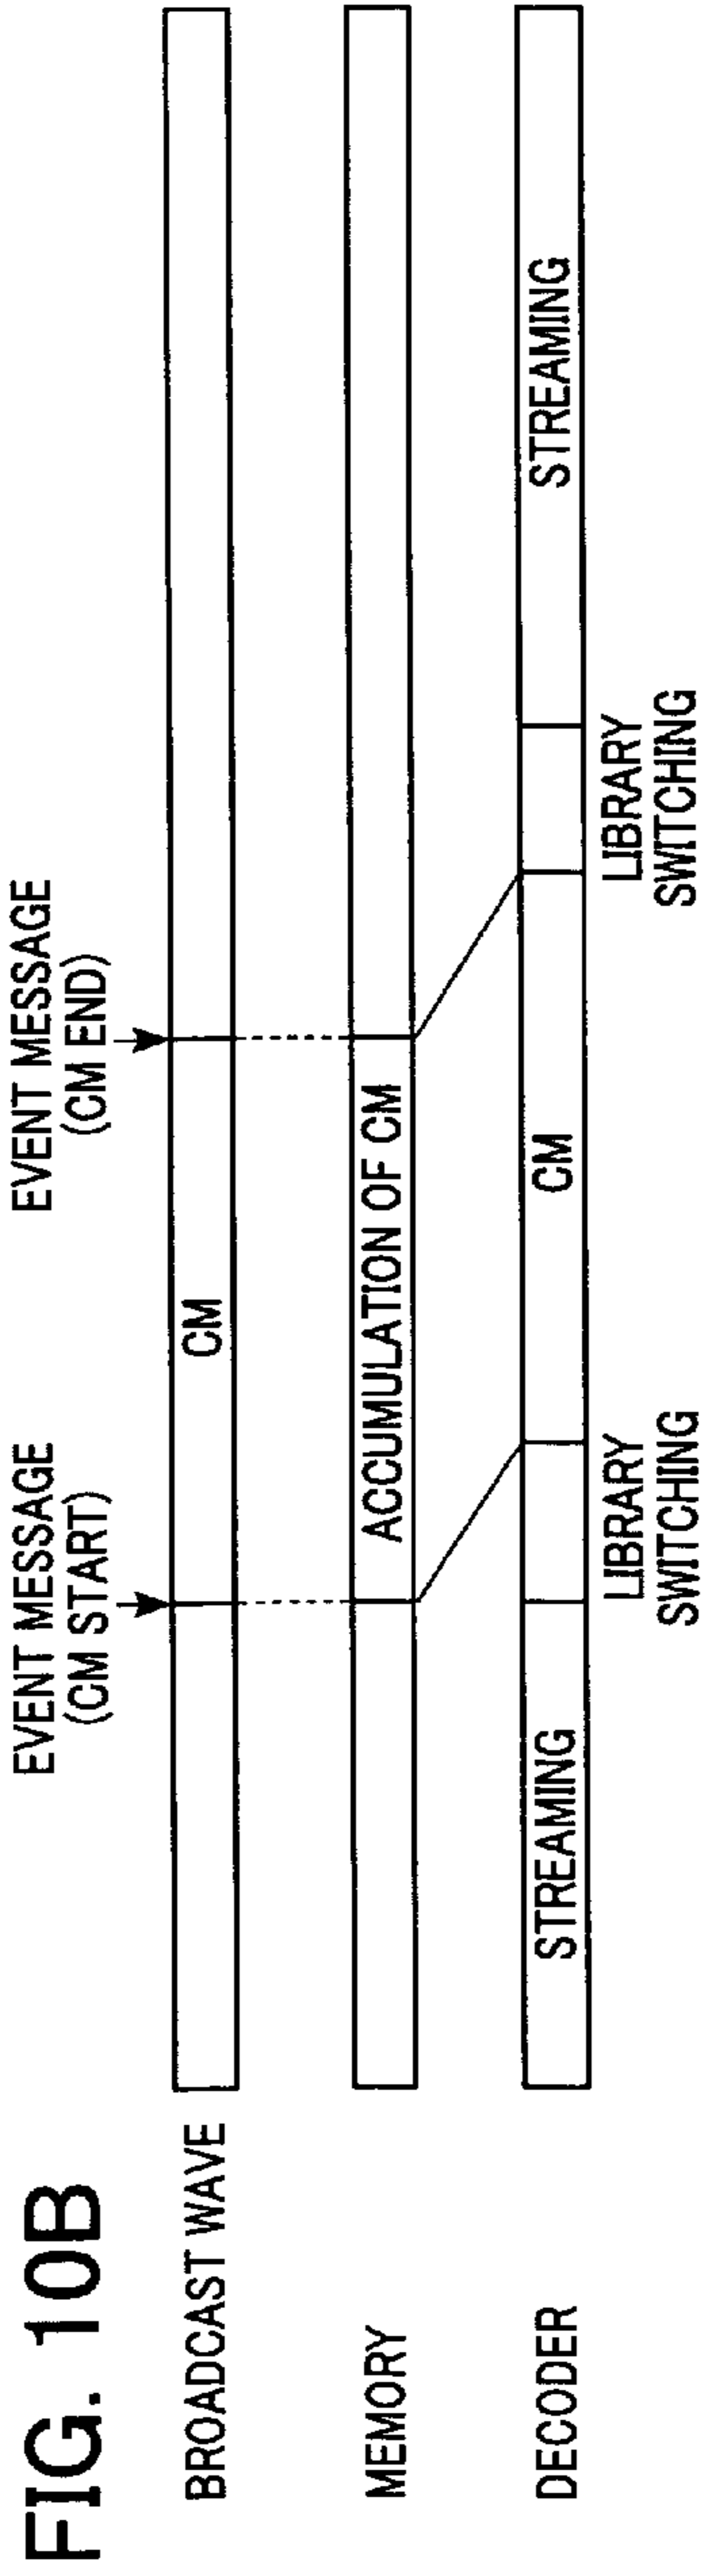 FIG. 10B
EVENT MESSAGE
(CM START)
EVENT MESSAGE
(CM END)
BROADCAST WAVE
CM
MEMORY
ACCUMULATION OF CM
DECODER
STREAMING
CM
STREAMING
LIBRARY
SWITCHING
LIBRARY
SWITCHING